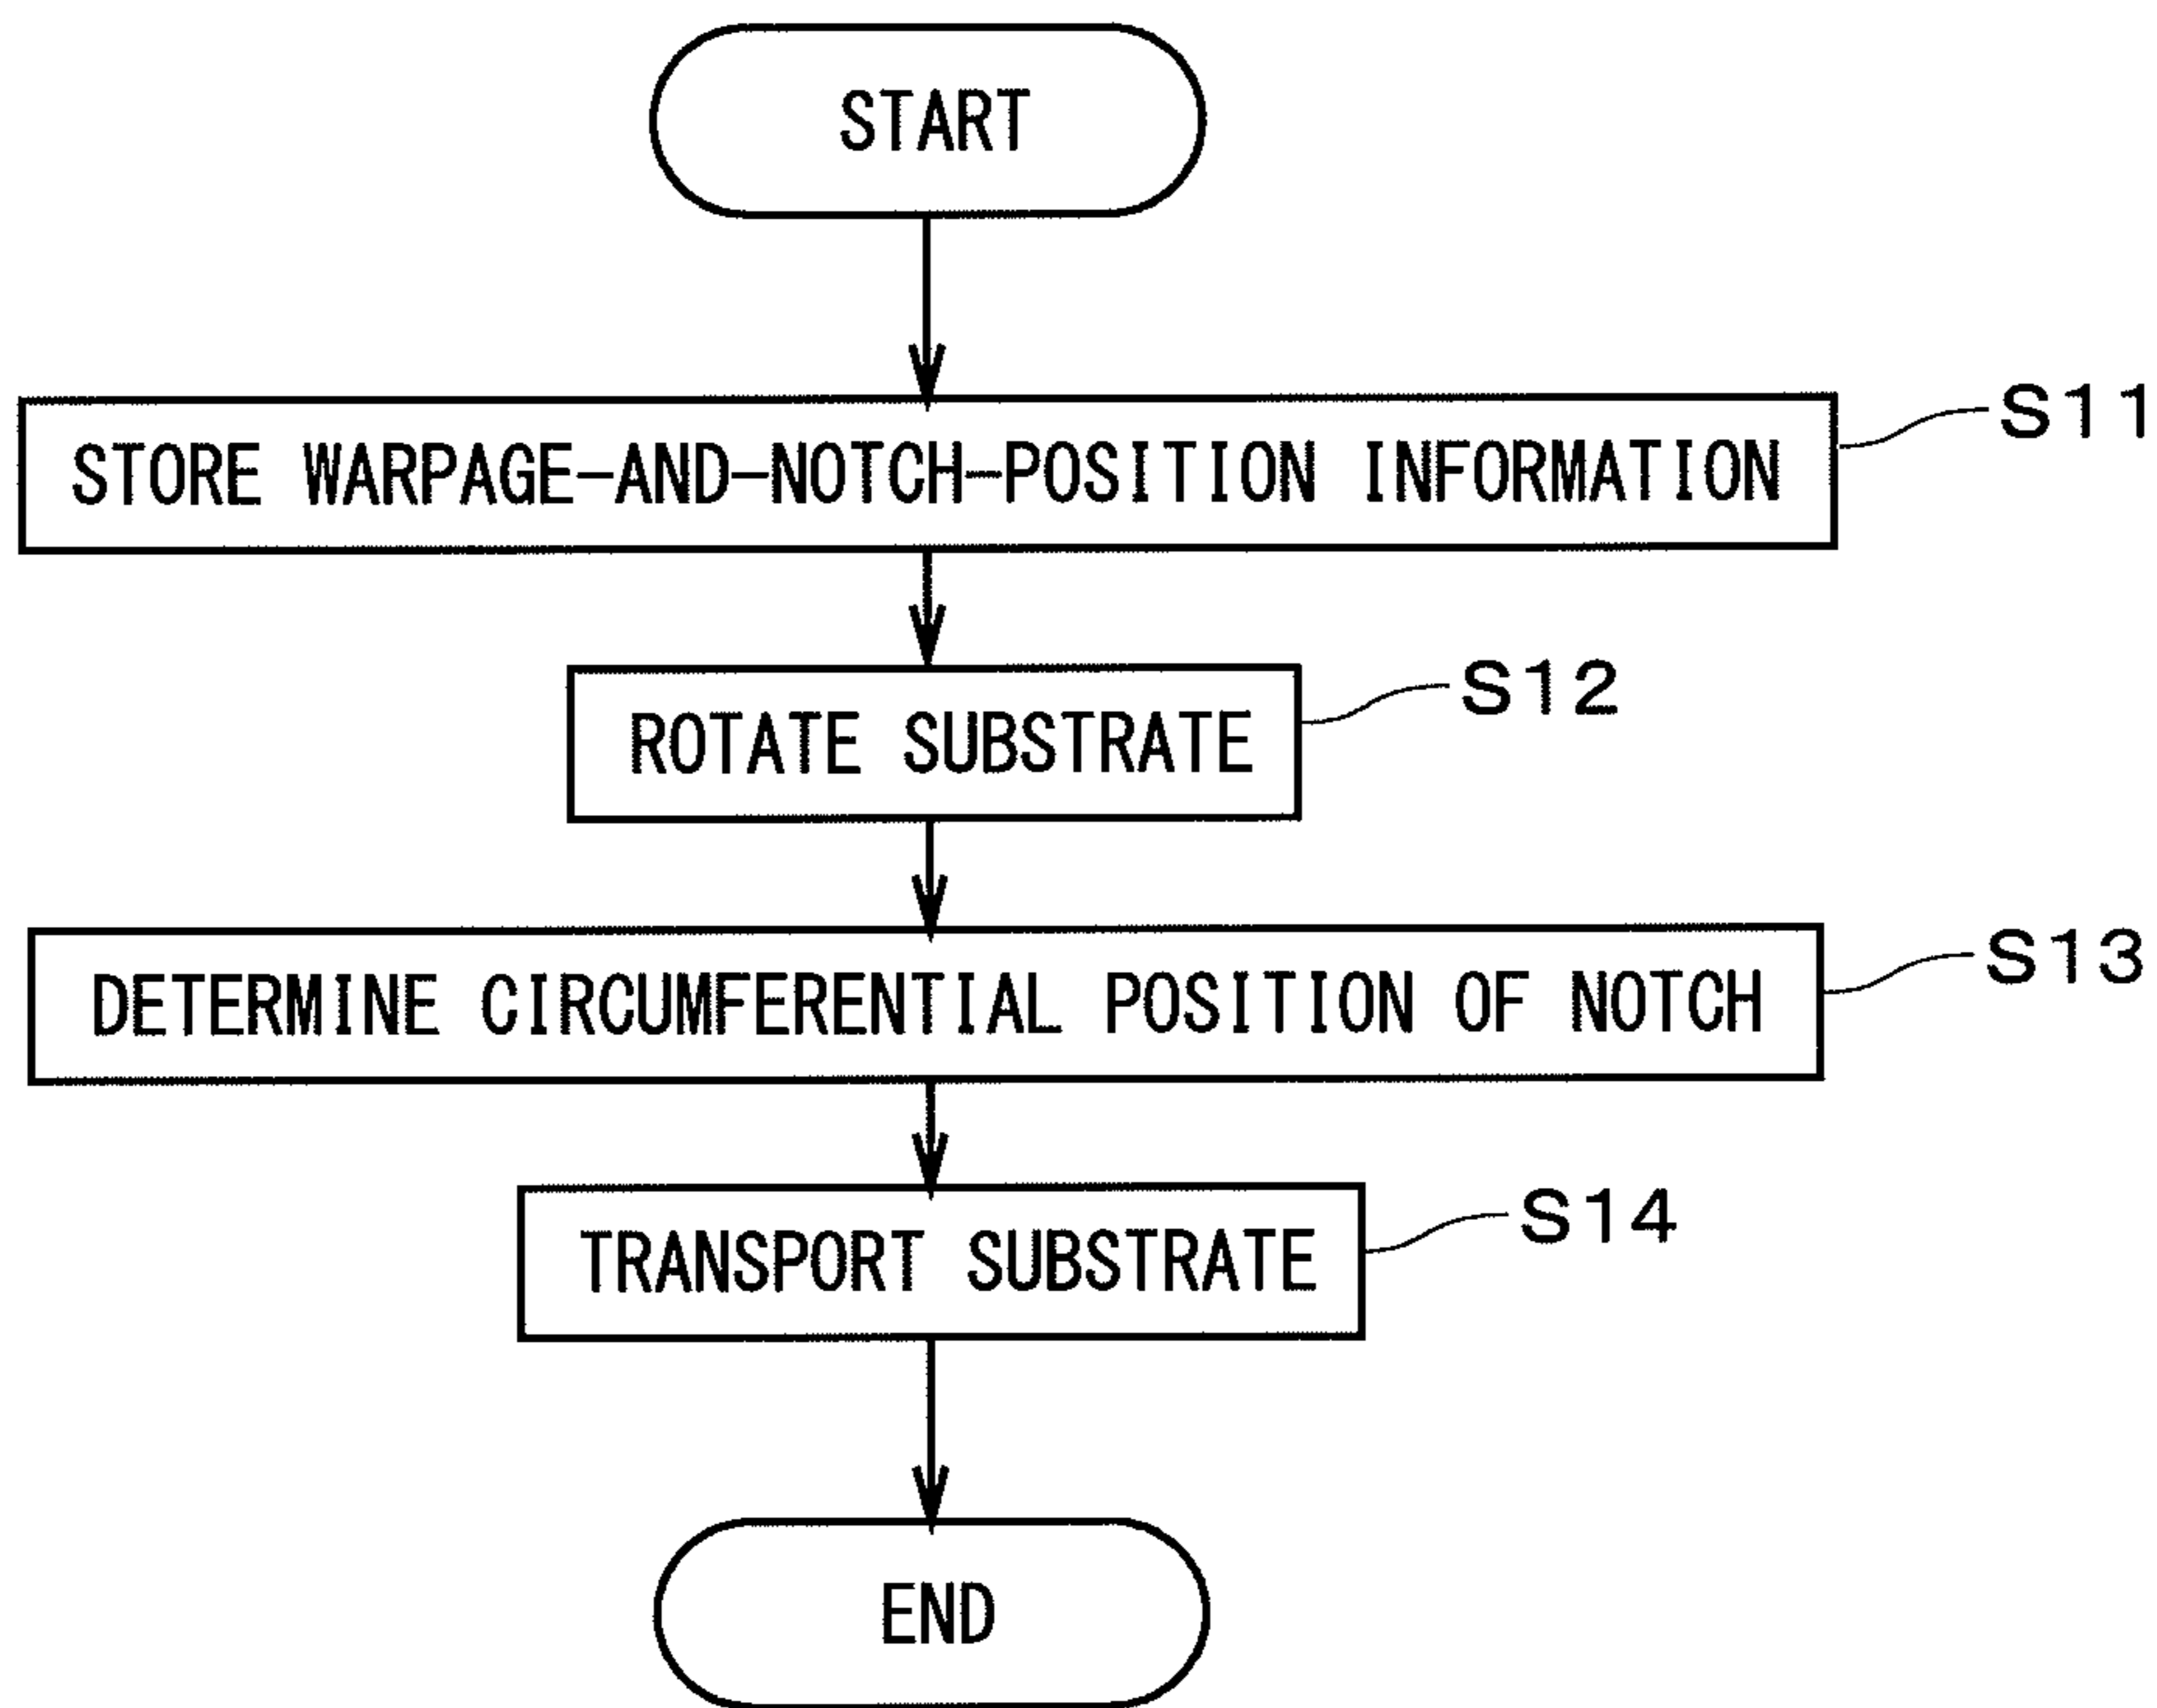 START
STORE WARPAGE-AND-NOTCH-POSITION INFORMATION
S11
ROTATE SUBSTRATE
S12
DETERMINE CIRCUMFERENTIAL POSITION OF NOTCH
S13
TRANSPORT SUBSTRATE
S14
END